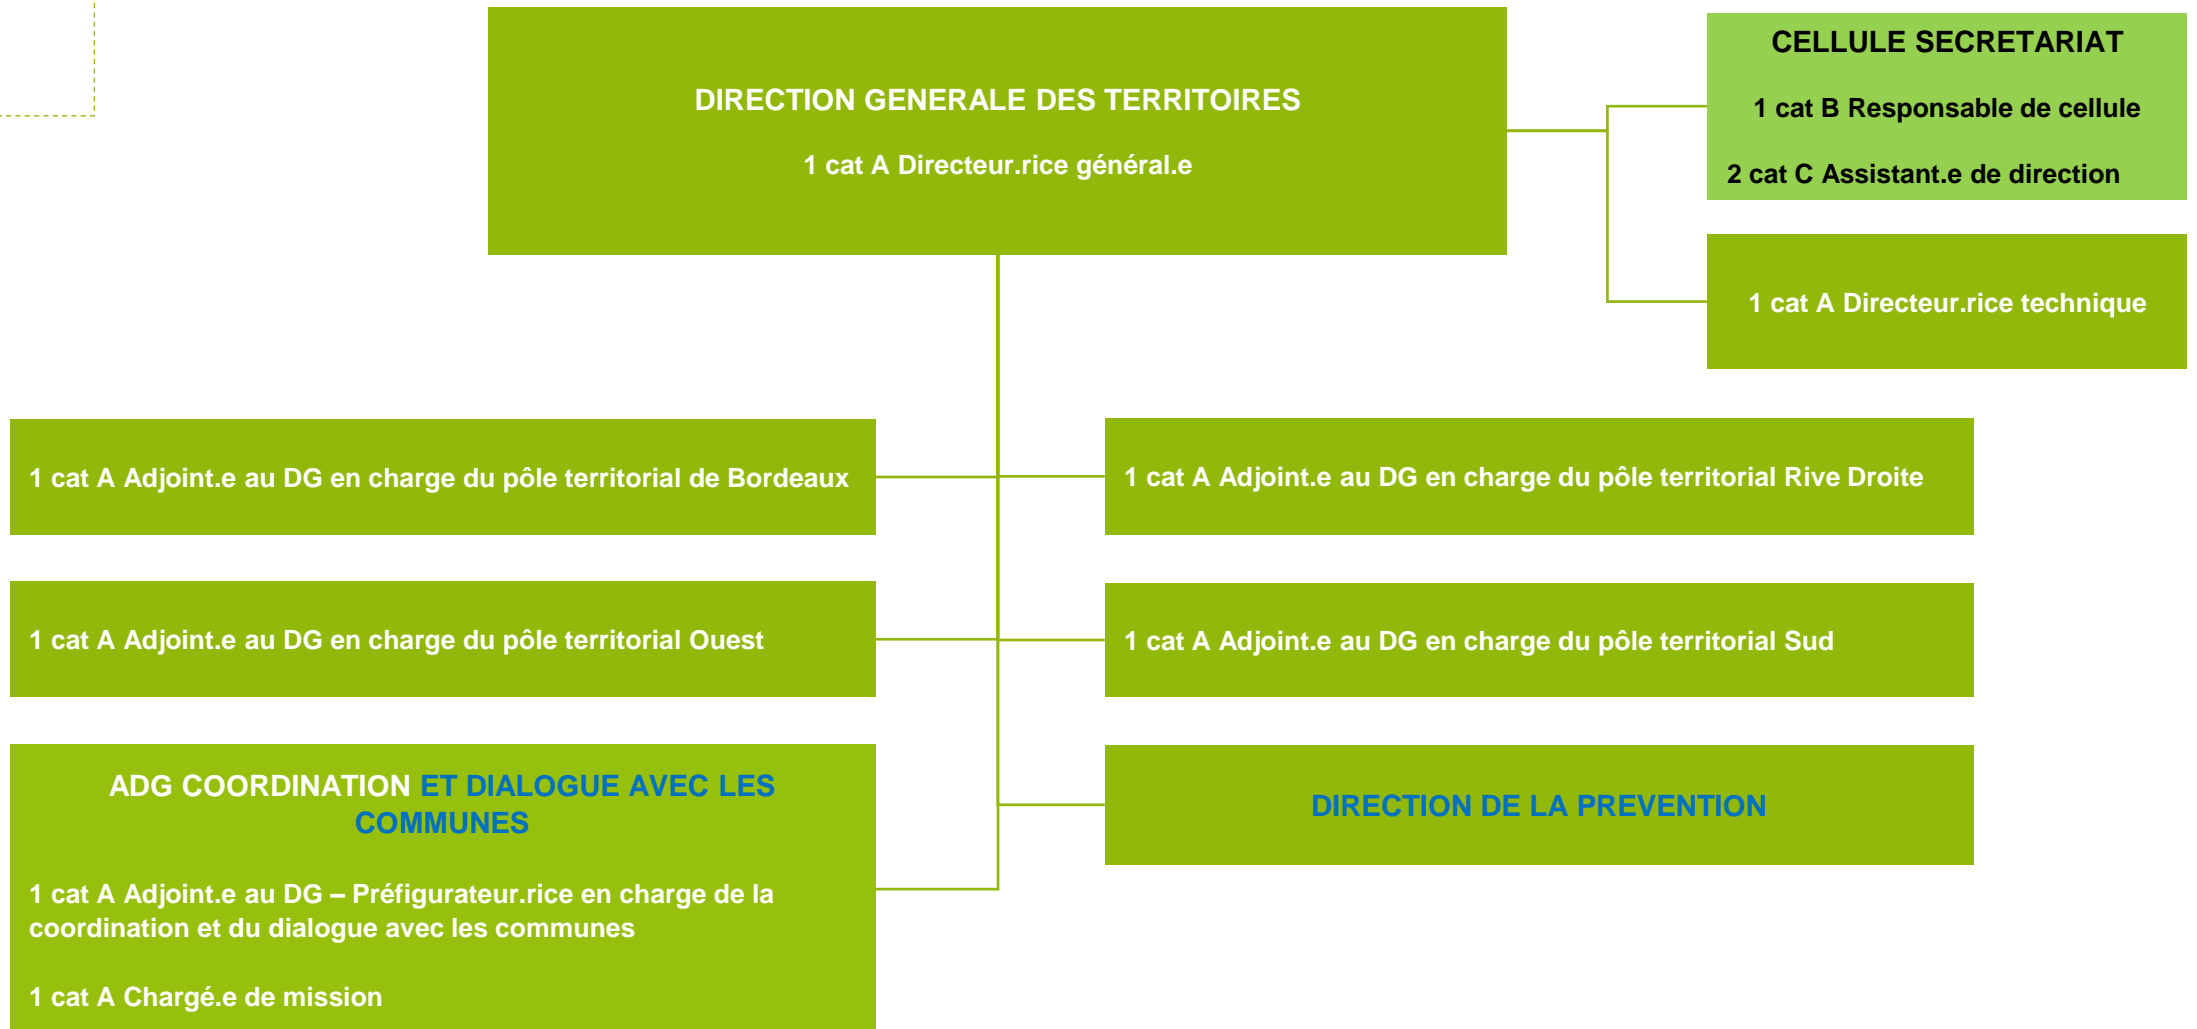 DIRECTION GENERALE DES TERRITOIRES
1 cat A Directeur.rice général.e
CELLULE SECRETARIAT
1 cat B Responsable de cellule
2 cat C Assistant.e de direction
1 cat A Directeur.rice technique
1 cat A Adjoint.e au DG en charge du pôle territorial de Bordeaux
1 cat A Adjoint.e au DG en charge du pôle territorial Rive Droite
1 cat A Adjoint.e au DG en charge du pôle territorial Ouest
1 cat A Adjoint.e au DG en charge du pôle territorial Sud
ADG COORDINATION ET DIALOGUE AVEC LES
COMMUNES
1 cat A Adjoint.e au DG – Préfigurateur.rice en charge de la
coordination et du dialogue avec les communes
1 cat A Chargé.e de mission
DIRECTION DE LA PREVENTION